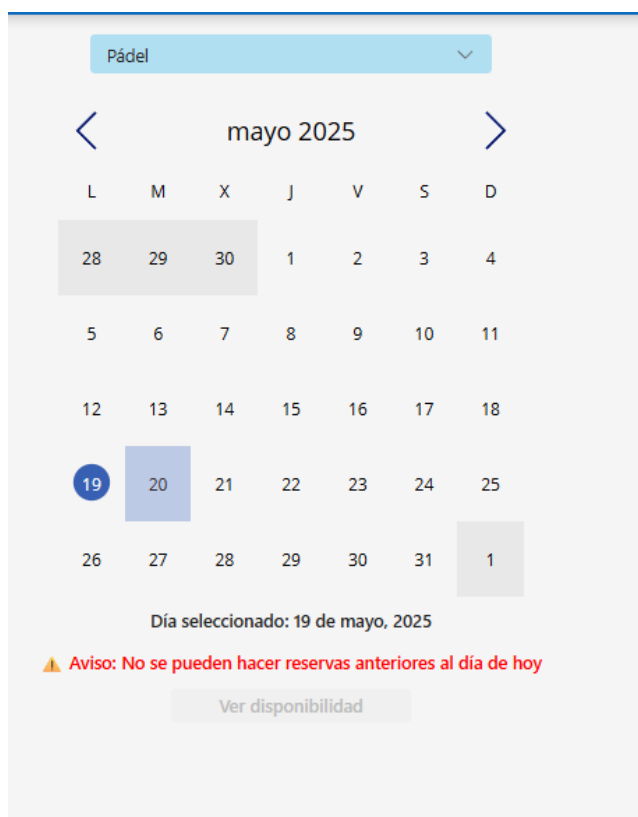 Pádel
mayo 2025
L M X J V S D
28 29 30 1 2 3 4
5 6 7 8 9 10 11
12 13 14 15 16 17 18
19 20 21 22 23 24 25
26 27 28 29 30 31 1
Día seleccionado: 19 de mayo, 2025
Aviso: No se pueden hacer reservas anteriores al día de hoy
Ver disponibilidad